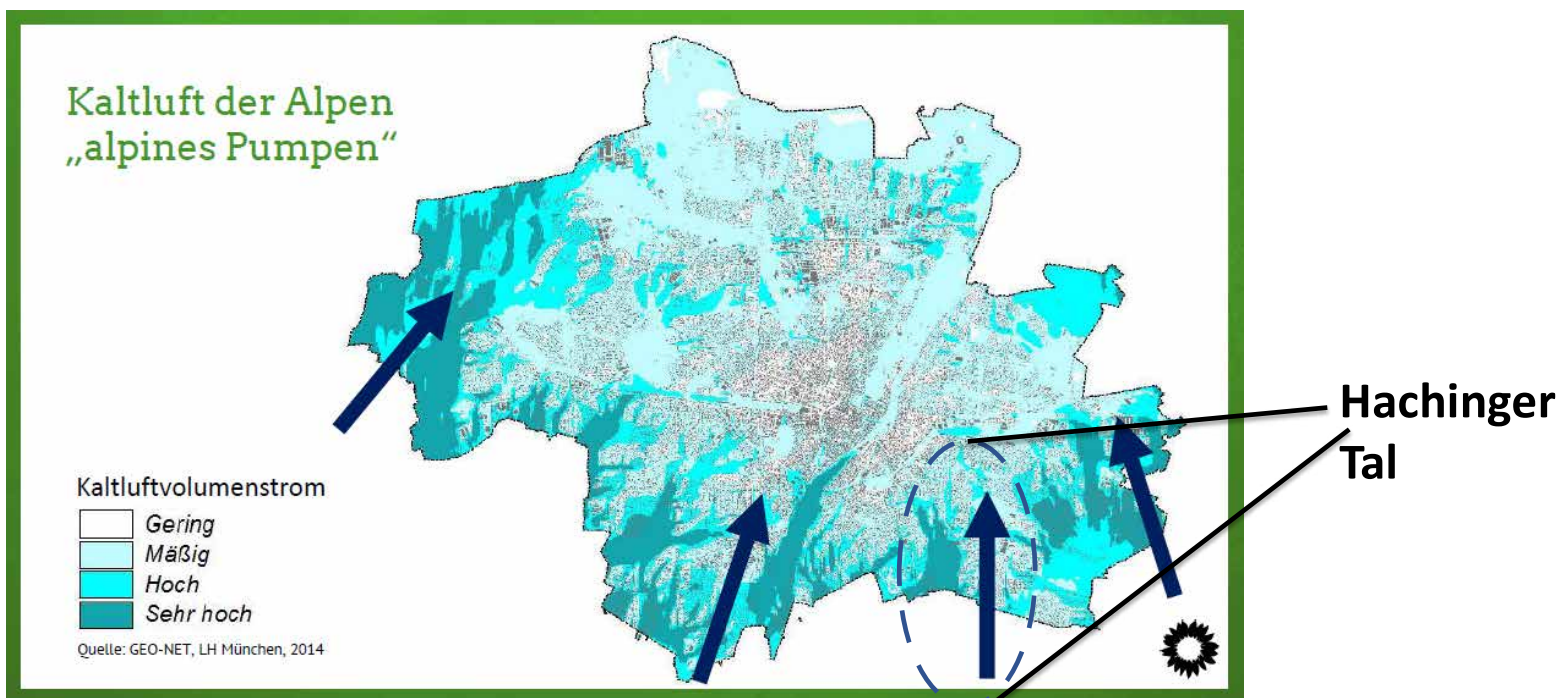 Kaltluft der Alpen
„alpines Pumpen“
Hachinger
Tal
Kaltluftvolumenstrom
Gering
Mäßig
Hoch
Sehr hoch
Quelle: GEO-NET, LH München, 2014